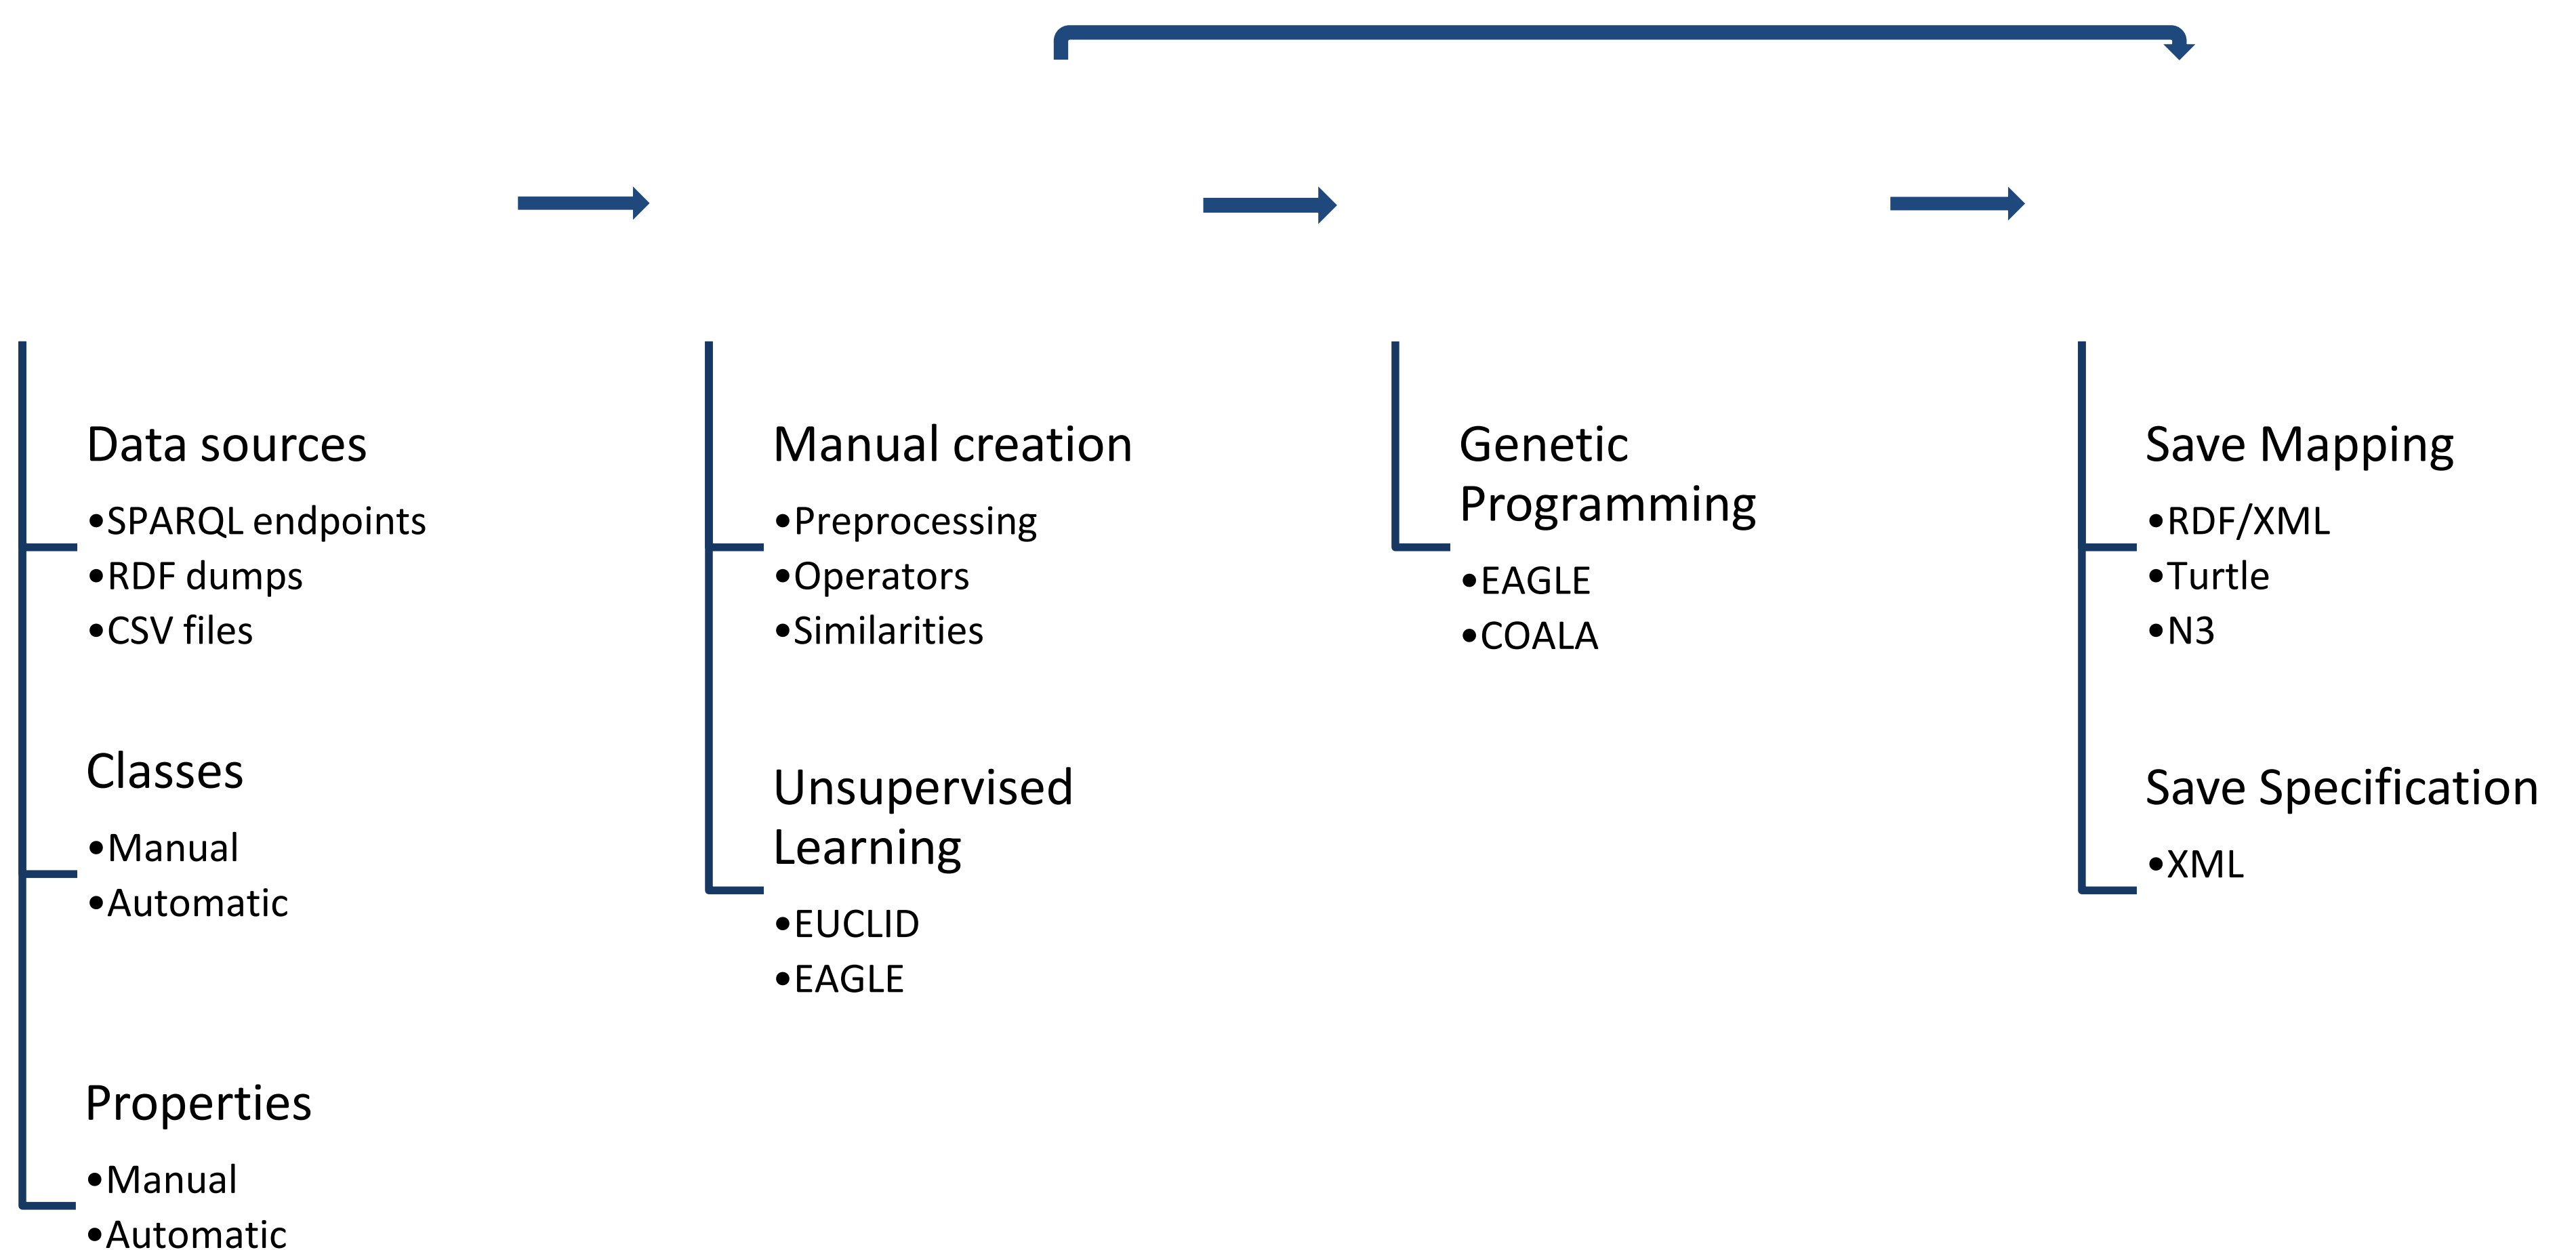 Data sources
•SPARQL endpoints
•RDF dumps
•CSV files
Classes
•Manual
•Automatic
Properties
•Manual
•Automatic
Manual creation
•Preprocessing
•Operators
•Similarities
Unsupervised
Learning
•EUCLID
•EAGLE
Genetic
Programming
•EAGLE
•COALA
Save Mapping
•RDF/XML
•Turtle
•N3
Save Specification
•XML